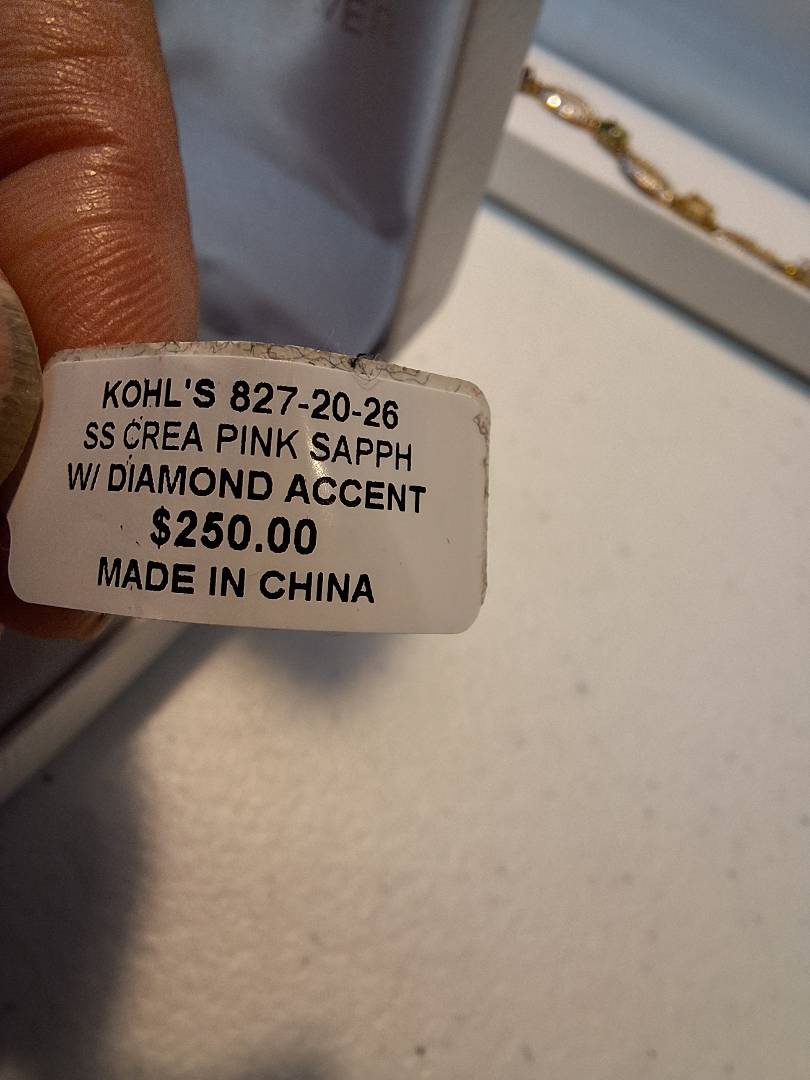 KOHL'S 827-20-26
SS CREA PINK SAPPH
W/ DIAMOND ACCENT
$250.00
MADE IN CHINA